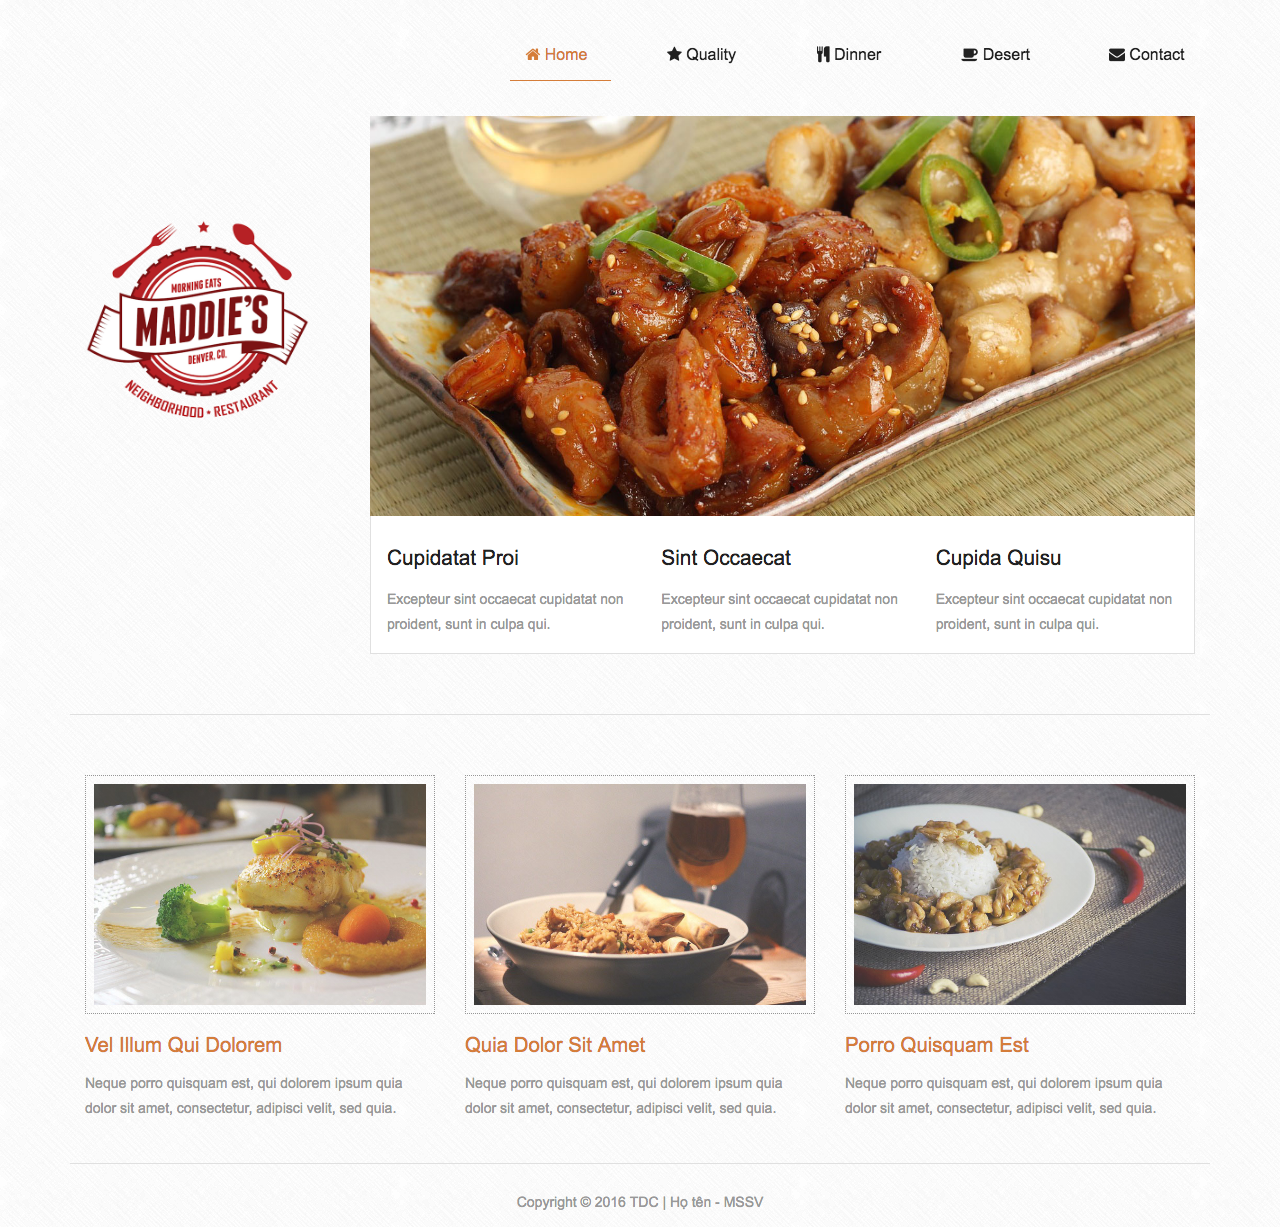 Home
Quality
Dinner
Desert
Contact
MORNING EATS
MADDIE'S
DENVER, CO.
NEIGHBORHOOD • RESTAURANT
Cupidatat Proi
Excepteur sint occaecat cupidatat non
proident, sunt in culpa qui.
Sint Occaecat
Excepteur sint occaecat cupidatat non
proident, sunt in culpa qui.
Cupida Quisu
Excepteur sint occaecat cupidatat non
proident, sunt in culpa qui.
Vel Illum Qui Dolorem
Neque porro quisquam est, qui dolorem ipsum quia
dolor sit amet, consectetur, adipisci velit, sed quia.
Quia Dolor Sit Amet
Neque porro quisquam est, qui dolorem ipsum quia
dolor sit amet, consectetur, adipisci velit, sed quia.
Porro Quisquam Est
Neque porro quisquam est, qui dolorem ipsum quia
dolor sit amet, consectetur, adipisci velit, sed quia.
Copyright © 2016 TDC | Họ tên - MSSV